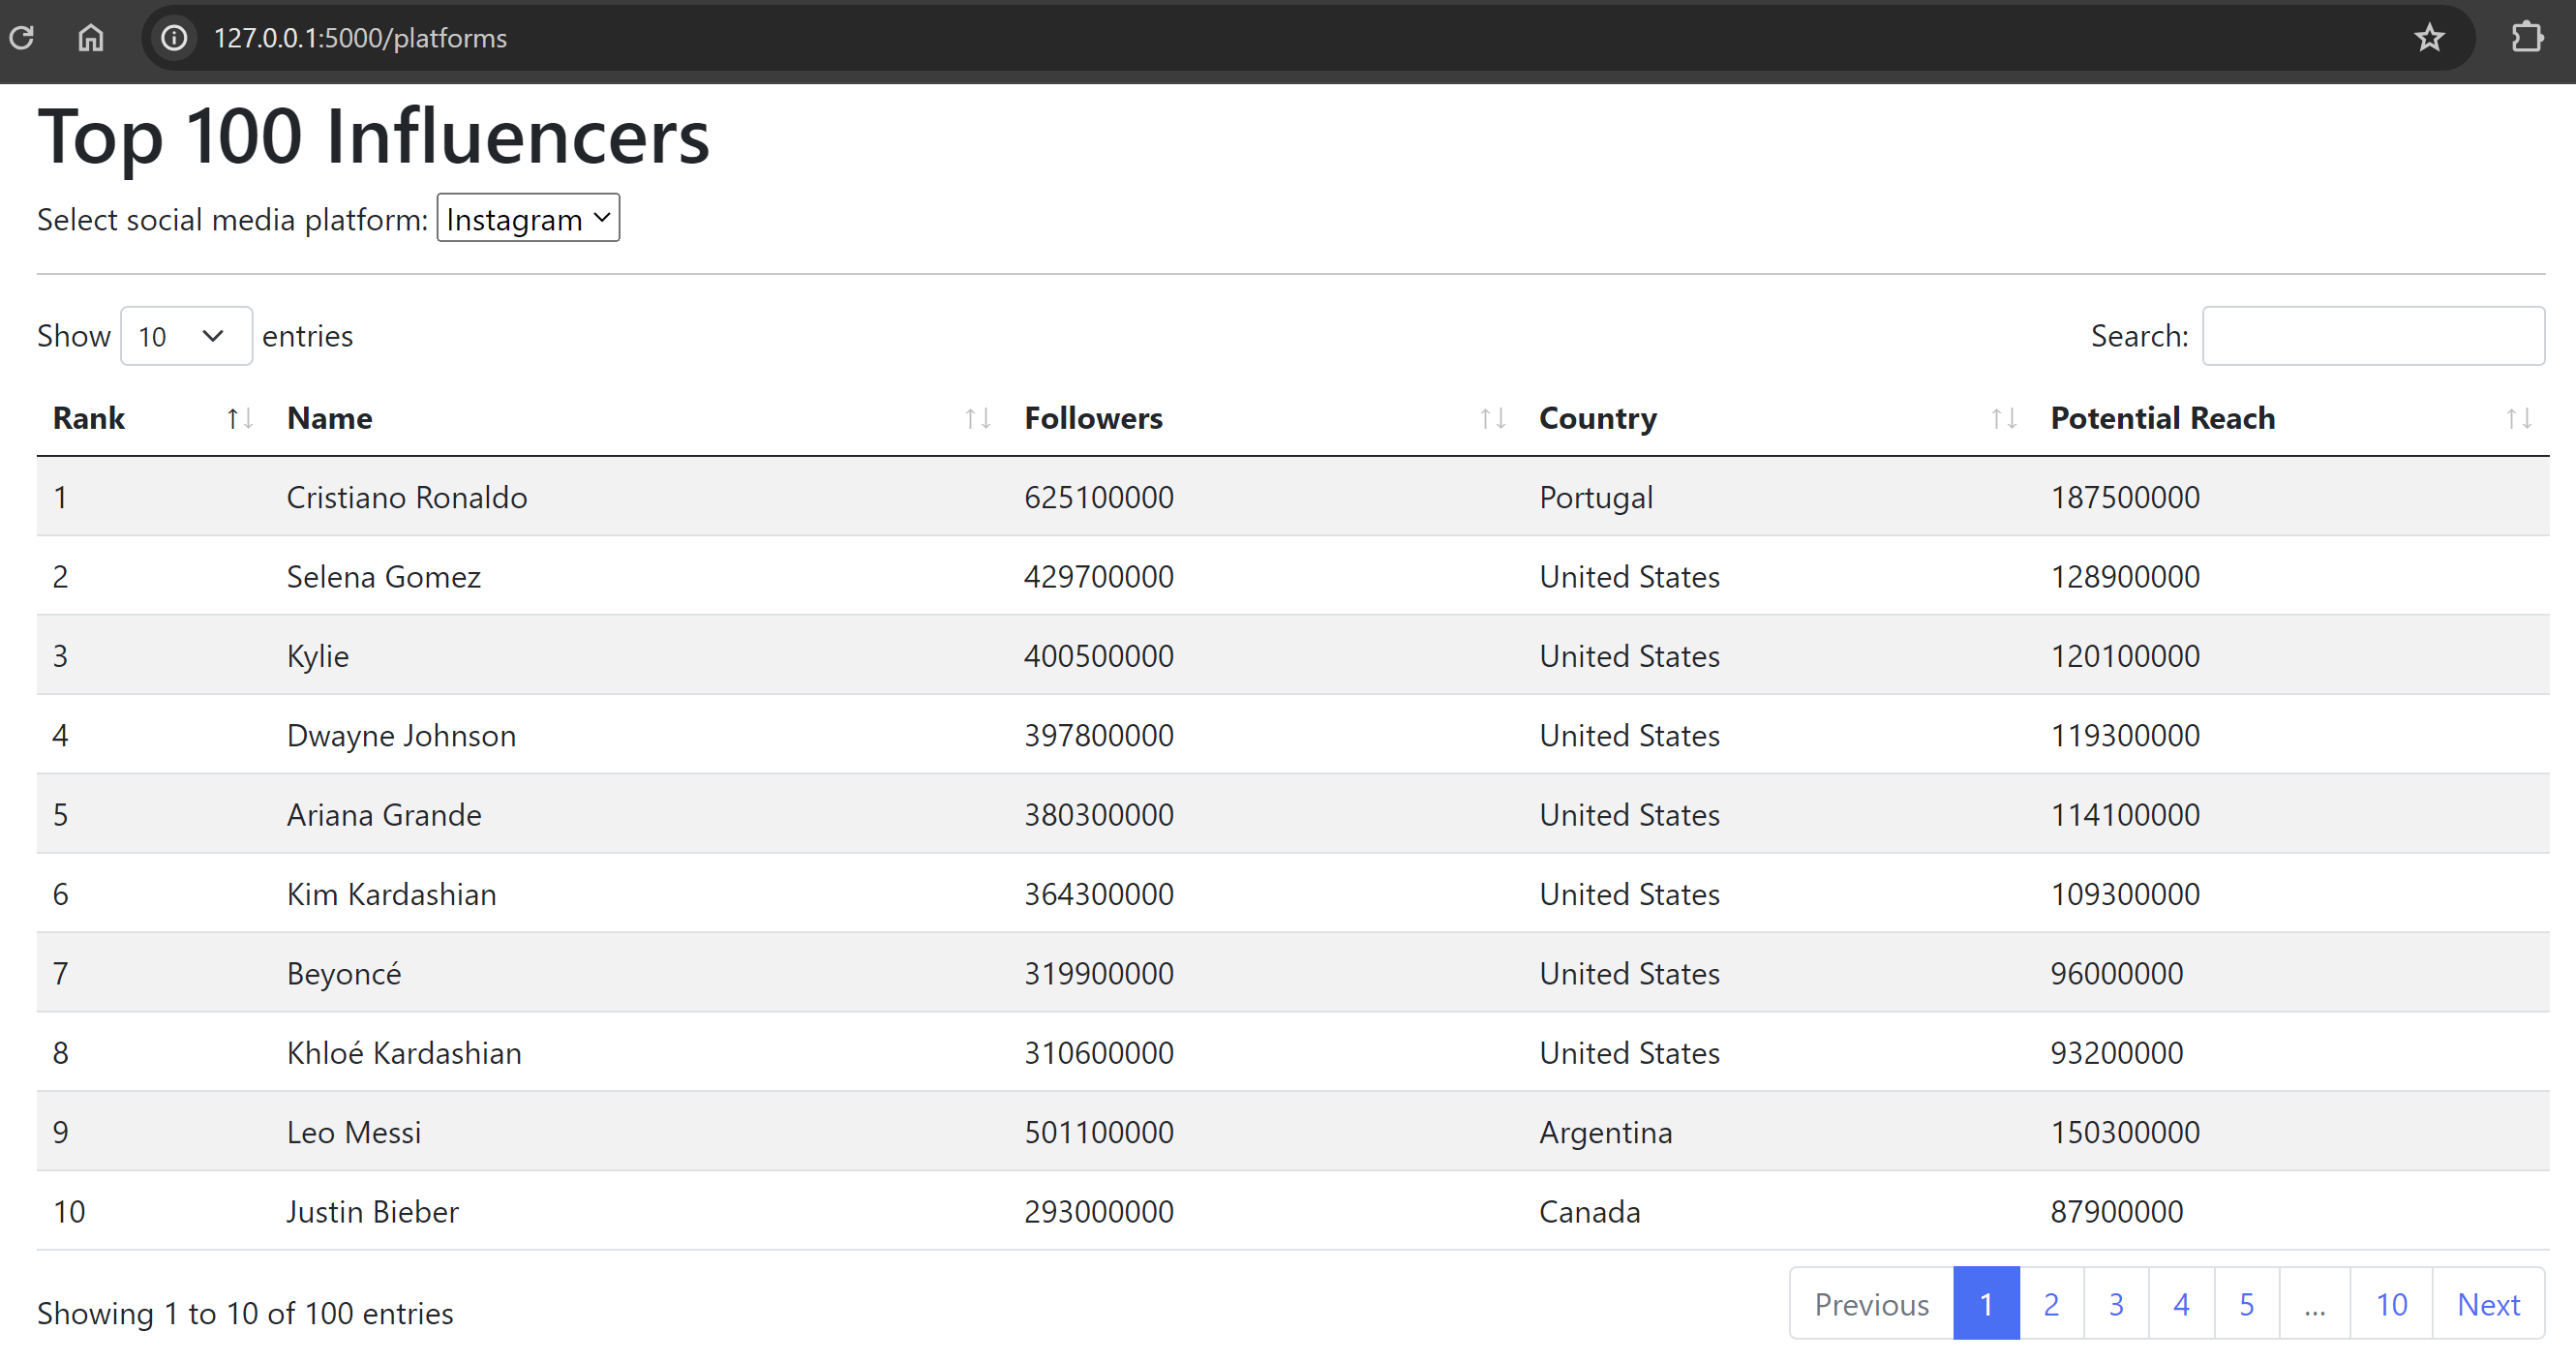 127.0.0.1:5000/platforms
Top 100 Influencers
Select social media platform: Instagram
Show 10 entries Search:
Rank Name Followers Country Potential Reach
1 Cristiano Ronaldo 625100000 Portugal 187500000
2 Selena Gomez 429700000 United States 128900000
3 Kylie 400500000 United States 120100000
4 Dwayne Johnson 397800000 United States 119300000
5 Ariana Grande 380300000 United States 114100000
6 Kim Kardashian 364300000 United States 109300000
7 Beyoncé 319900000 United States 96000000
8 Khloé Kardashian 310600000 United States 93200000
9 Leo Messi 501100000 Argentina 150300000
10 Justin Bieber 293000000 Canada 87900000
Showing 1 to 10 of 100 entries Previous 1 2 3 4 5 ... 10 Next